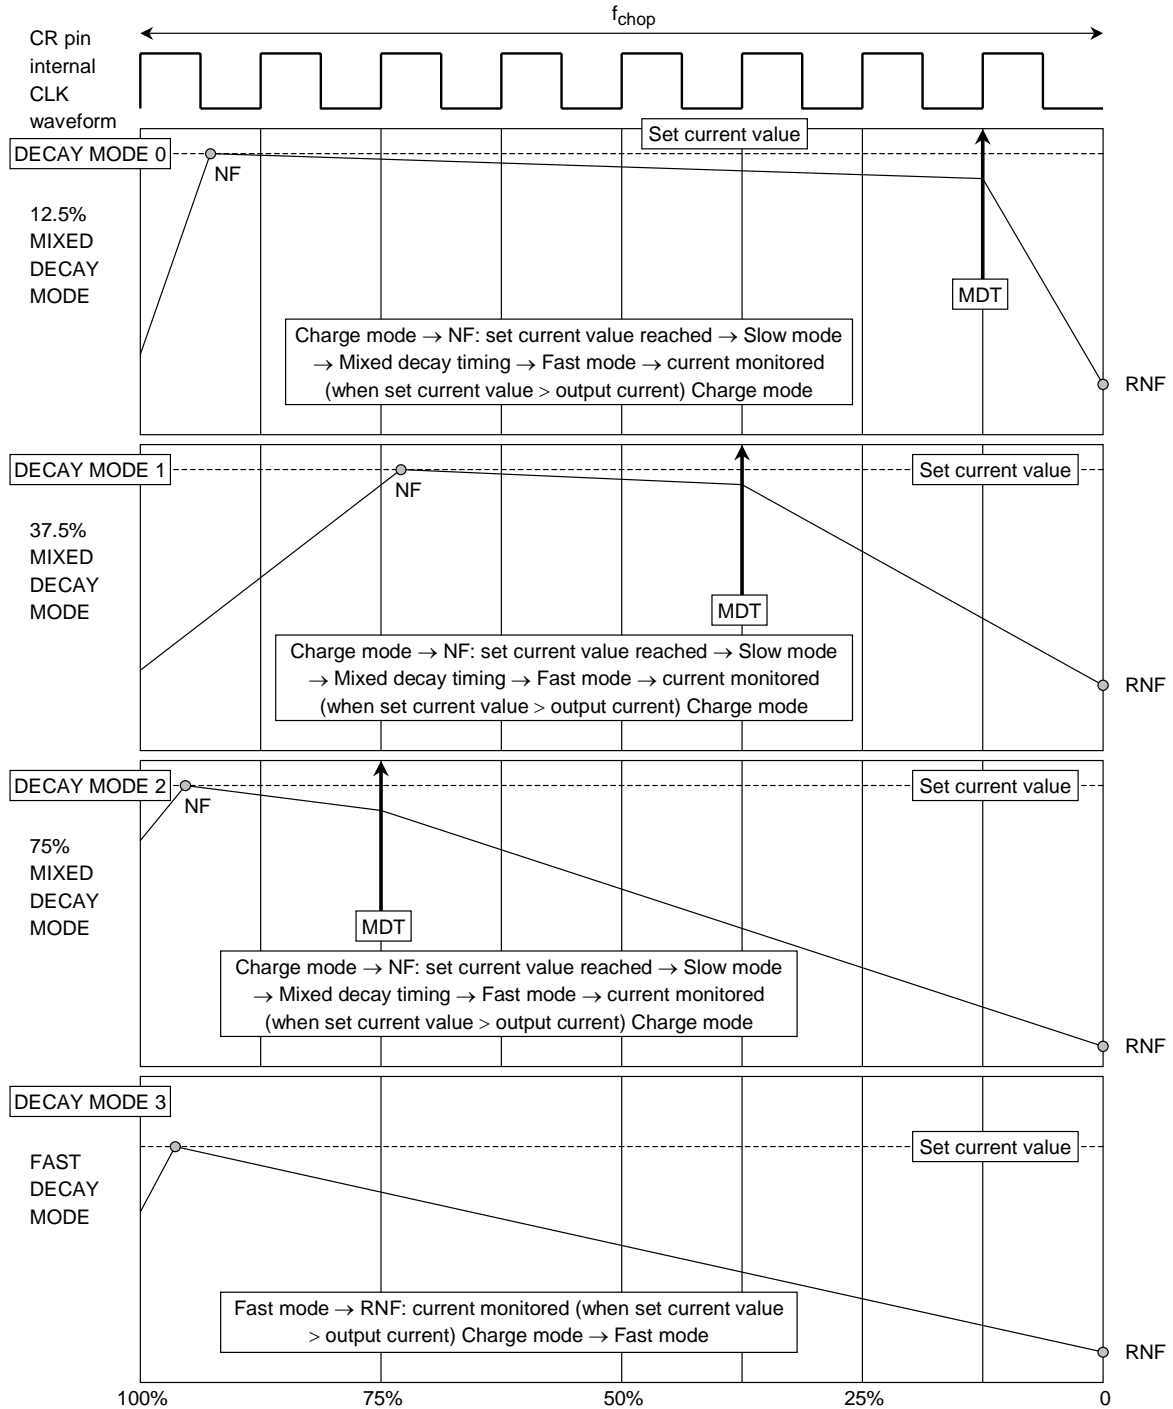 f_chop
CR pin
internal
CLK
waveform
Set current value
DECAY MODE 0
NF
12.5%
MIXED
DECAY
MODE
MDT
Charge mode → NF: set current value reached → Slow mode
→ Mixed decay timing → Fast mode → current monitored
(when set current value > output current) Charge mode
RNF
DECAY MODE 1
Set current value
NF
37.5%
MIXED
DECAY
MODE
MDT
Charge mode → NF: set current value reached → Slow mode
→ Mixed decay timing → Fast mode → current monitored
(when set current value > output current) Charge mode
RNF
DECAY MODE 2
Set current value
NF
75%
MIXED
DECAY
MODE
MDT
Charge mode → NF: set current value reached → Slow mode
→ Mixed decay timing → Fast mode → current monitored
(when set current value > output current) Charge mode
RNF
DECAY MODE 3
Set current value
FAST
DECAY
MODE
Fast mode → RNF: current monitored (when set current value
> output current) Charge mode → Fast mode
RNF
100%
75%
50%
25%
0